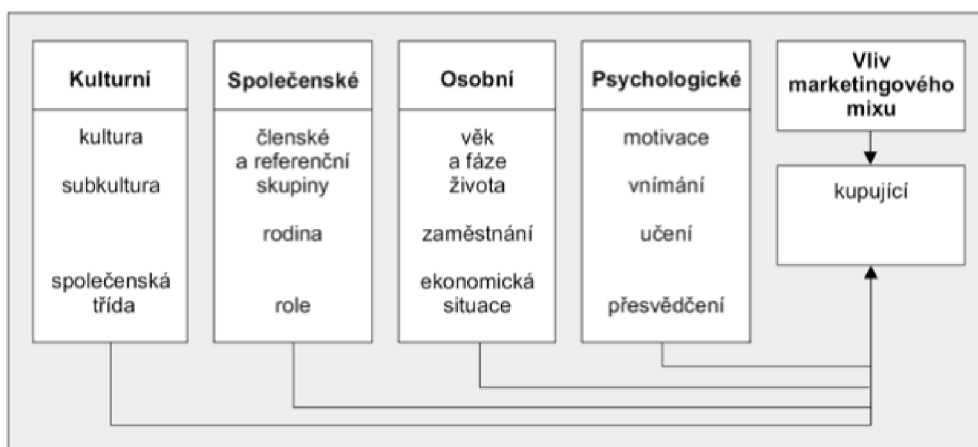 Kulturní
kultura
subkultura
společenská
třída
Společenské
členské
a referenční
skupiny
rodina
role
Osobní
věk
a fáze
života
zaměstnání
ekonomická
situace
Psychologické
motivace
vnímání
učení
přesvědčení
Vliv
marketingového
mixu
kupující